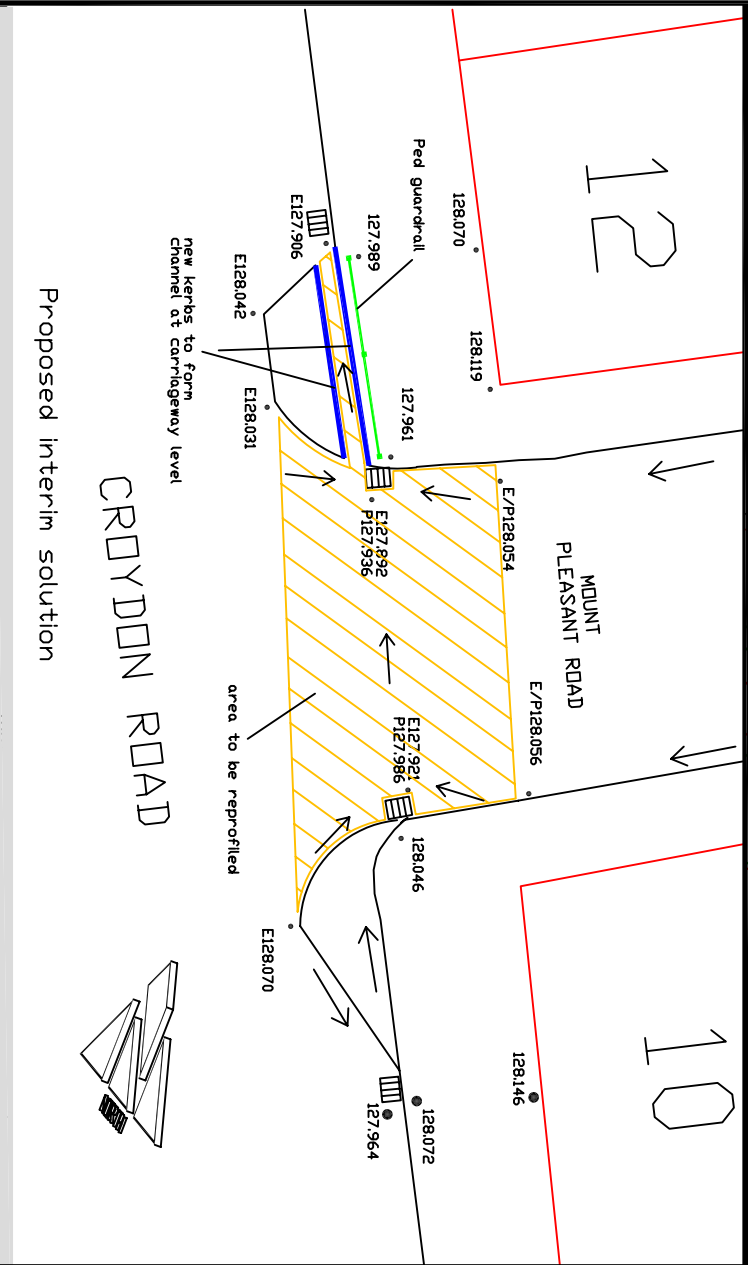 12
10
128.070
128.119
128.146
Ped guardrail
MOUNT
PLEASANT ROAD
127.989
127.961
E/P128.054
E/P128.056
E127.906
E127.892
P127.936
E127.921
P127.986
128.046
128.072
127.964
E128.042
E128.031
E128.070
new kerbs to form
channel at carriageway level
area to be reprofiled
CROYDON ROAD
Proposed interim solution
NORTH